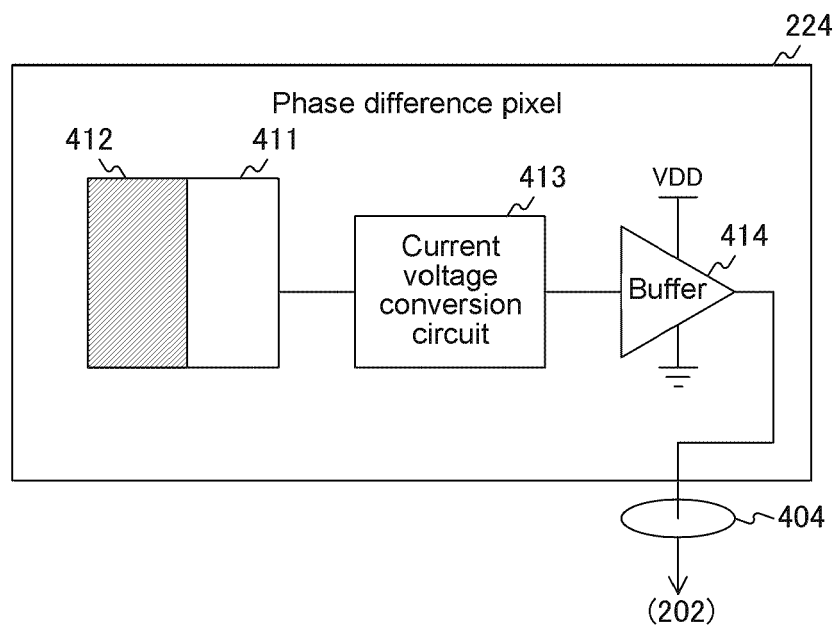 224
Phase difference pixel
412
411
413
VDD
414
Current
voltage
conversion
circuit
Buffer
404
(202)